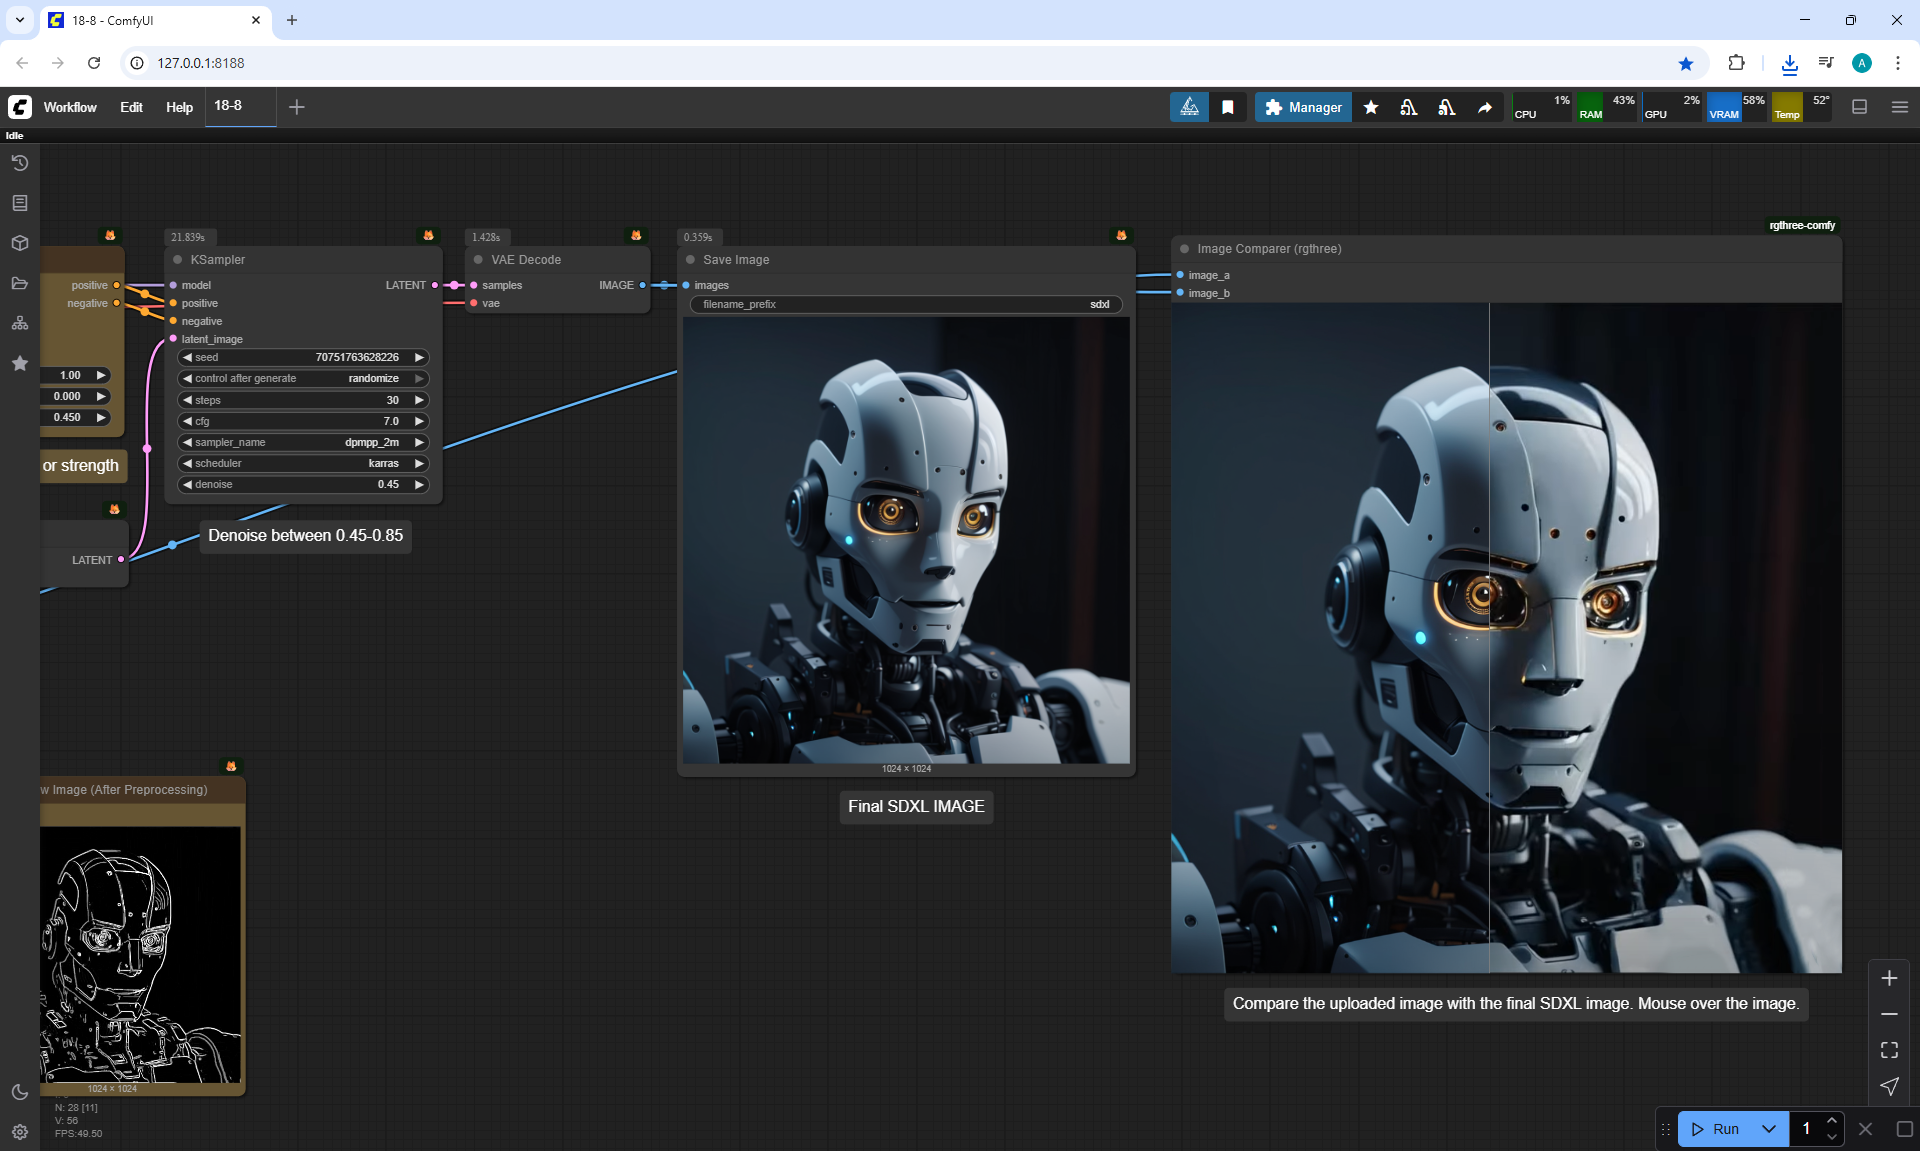 18-8 - ComfyUI
127.0.0.1:8188
A
Workflow Edit Help 18-8
Manager
CPU 1% RAM 43% GPU 2% VRAM 58% Temp 52°
Idle
rgthree-comfy
21.839s
1.428s
0.359s
KSampler
VAE Decode
Save Image
Image Comparer (rgthree)
positive
negative
1.00
0.000
0.450
or strength
LATENT
model
LATENT
positive
negative
latent_image
seed 70751763628226
control after generate randomize
steps 30
cfg 7.0
sampler_name dpmpp_2m
scheduler karras
denoise 0.45
Denoise between 0.45-0.85
samples IMAGE
vae
images
filename_prefix sdxl
1024 × 1024
Final SDXL IMAGE
image_a
image_b
Compare the uploaded image with the final SDXL image. Mouse over the image.
w Image (After Preprocessing)
1024 × 1024
N: 28 [11]
V: 56
FPS:49.50
Run 1